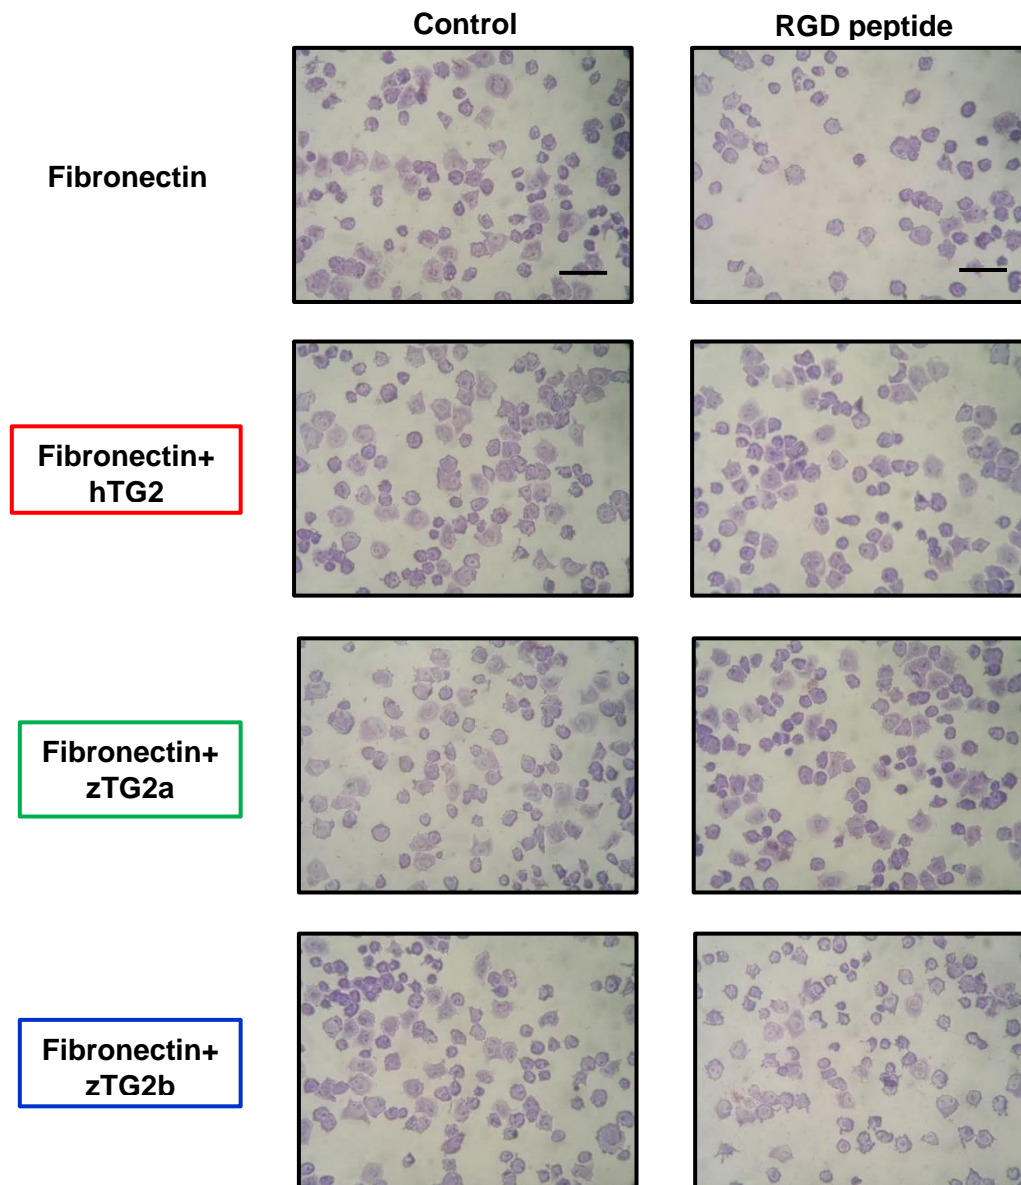 Control
RGD peptide
Fibronectin
Fibronectin+
hTG2
Fibronectin+
zTG2a
Fibronectin+
zTG2b